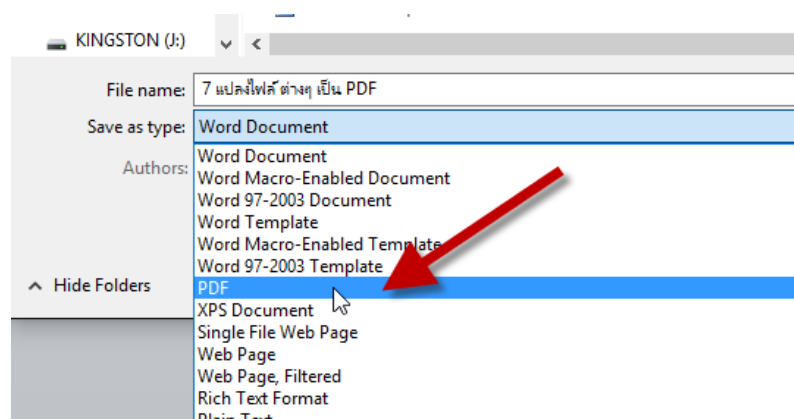 KINGSTON (J:)
File name: 7 แปลงไฟล์ ต่างๆ เป็น PDF
Save as type: Word Document
Authors:
Word Document
Word Macro-Enabled Document
Word 97-2003 Document
Word Template
Word Macro-Enabled Template
Word 97-2003 Template
Hide Folders
PDF
XPS Document
Single File Web Page
Web Page
Web Page, Filtered
Rich Text Format
Plain Text